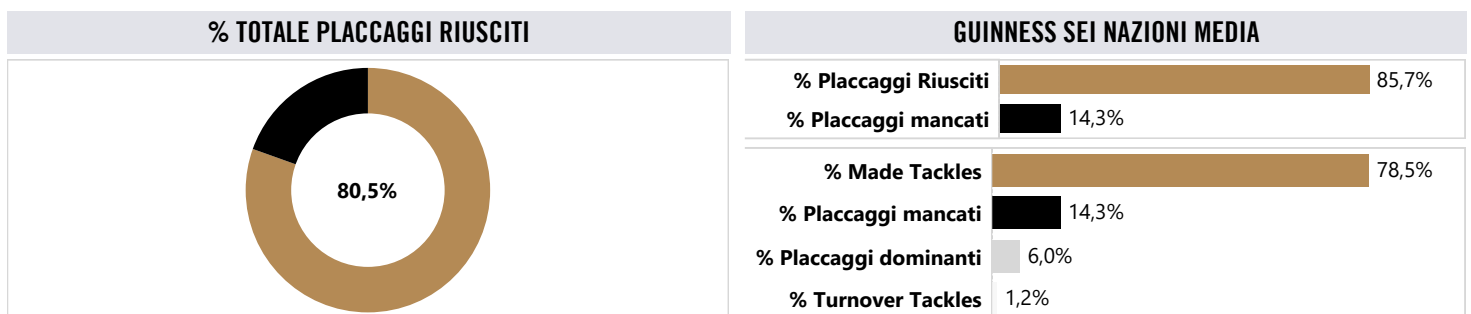 % TOTALE PLACCAGGI RIUSCITI
80,5%
GUINNESS SEI NAZIONI MEDIA
% Placcaggi Riusciti 85,7%
% Placcaggi mancati 14,3%
% Made Tackles 78,5%
% Placcaggi mancati 14,3%
% Placcaggi dominanti 6,0%
% Turnover Tackles 1,2%